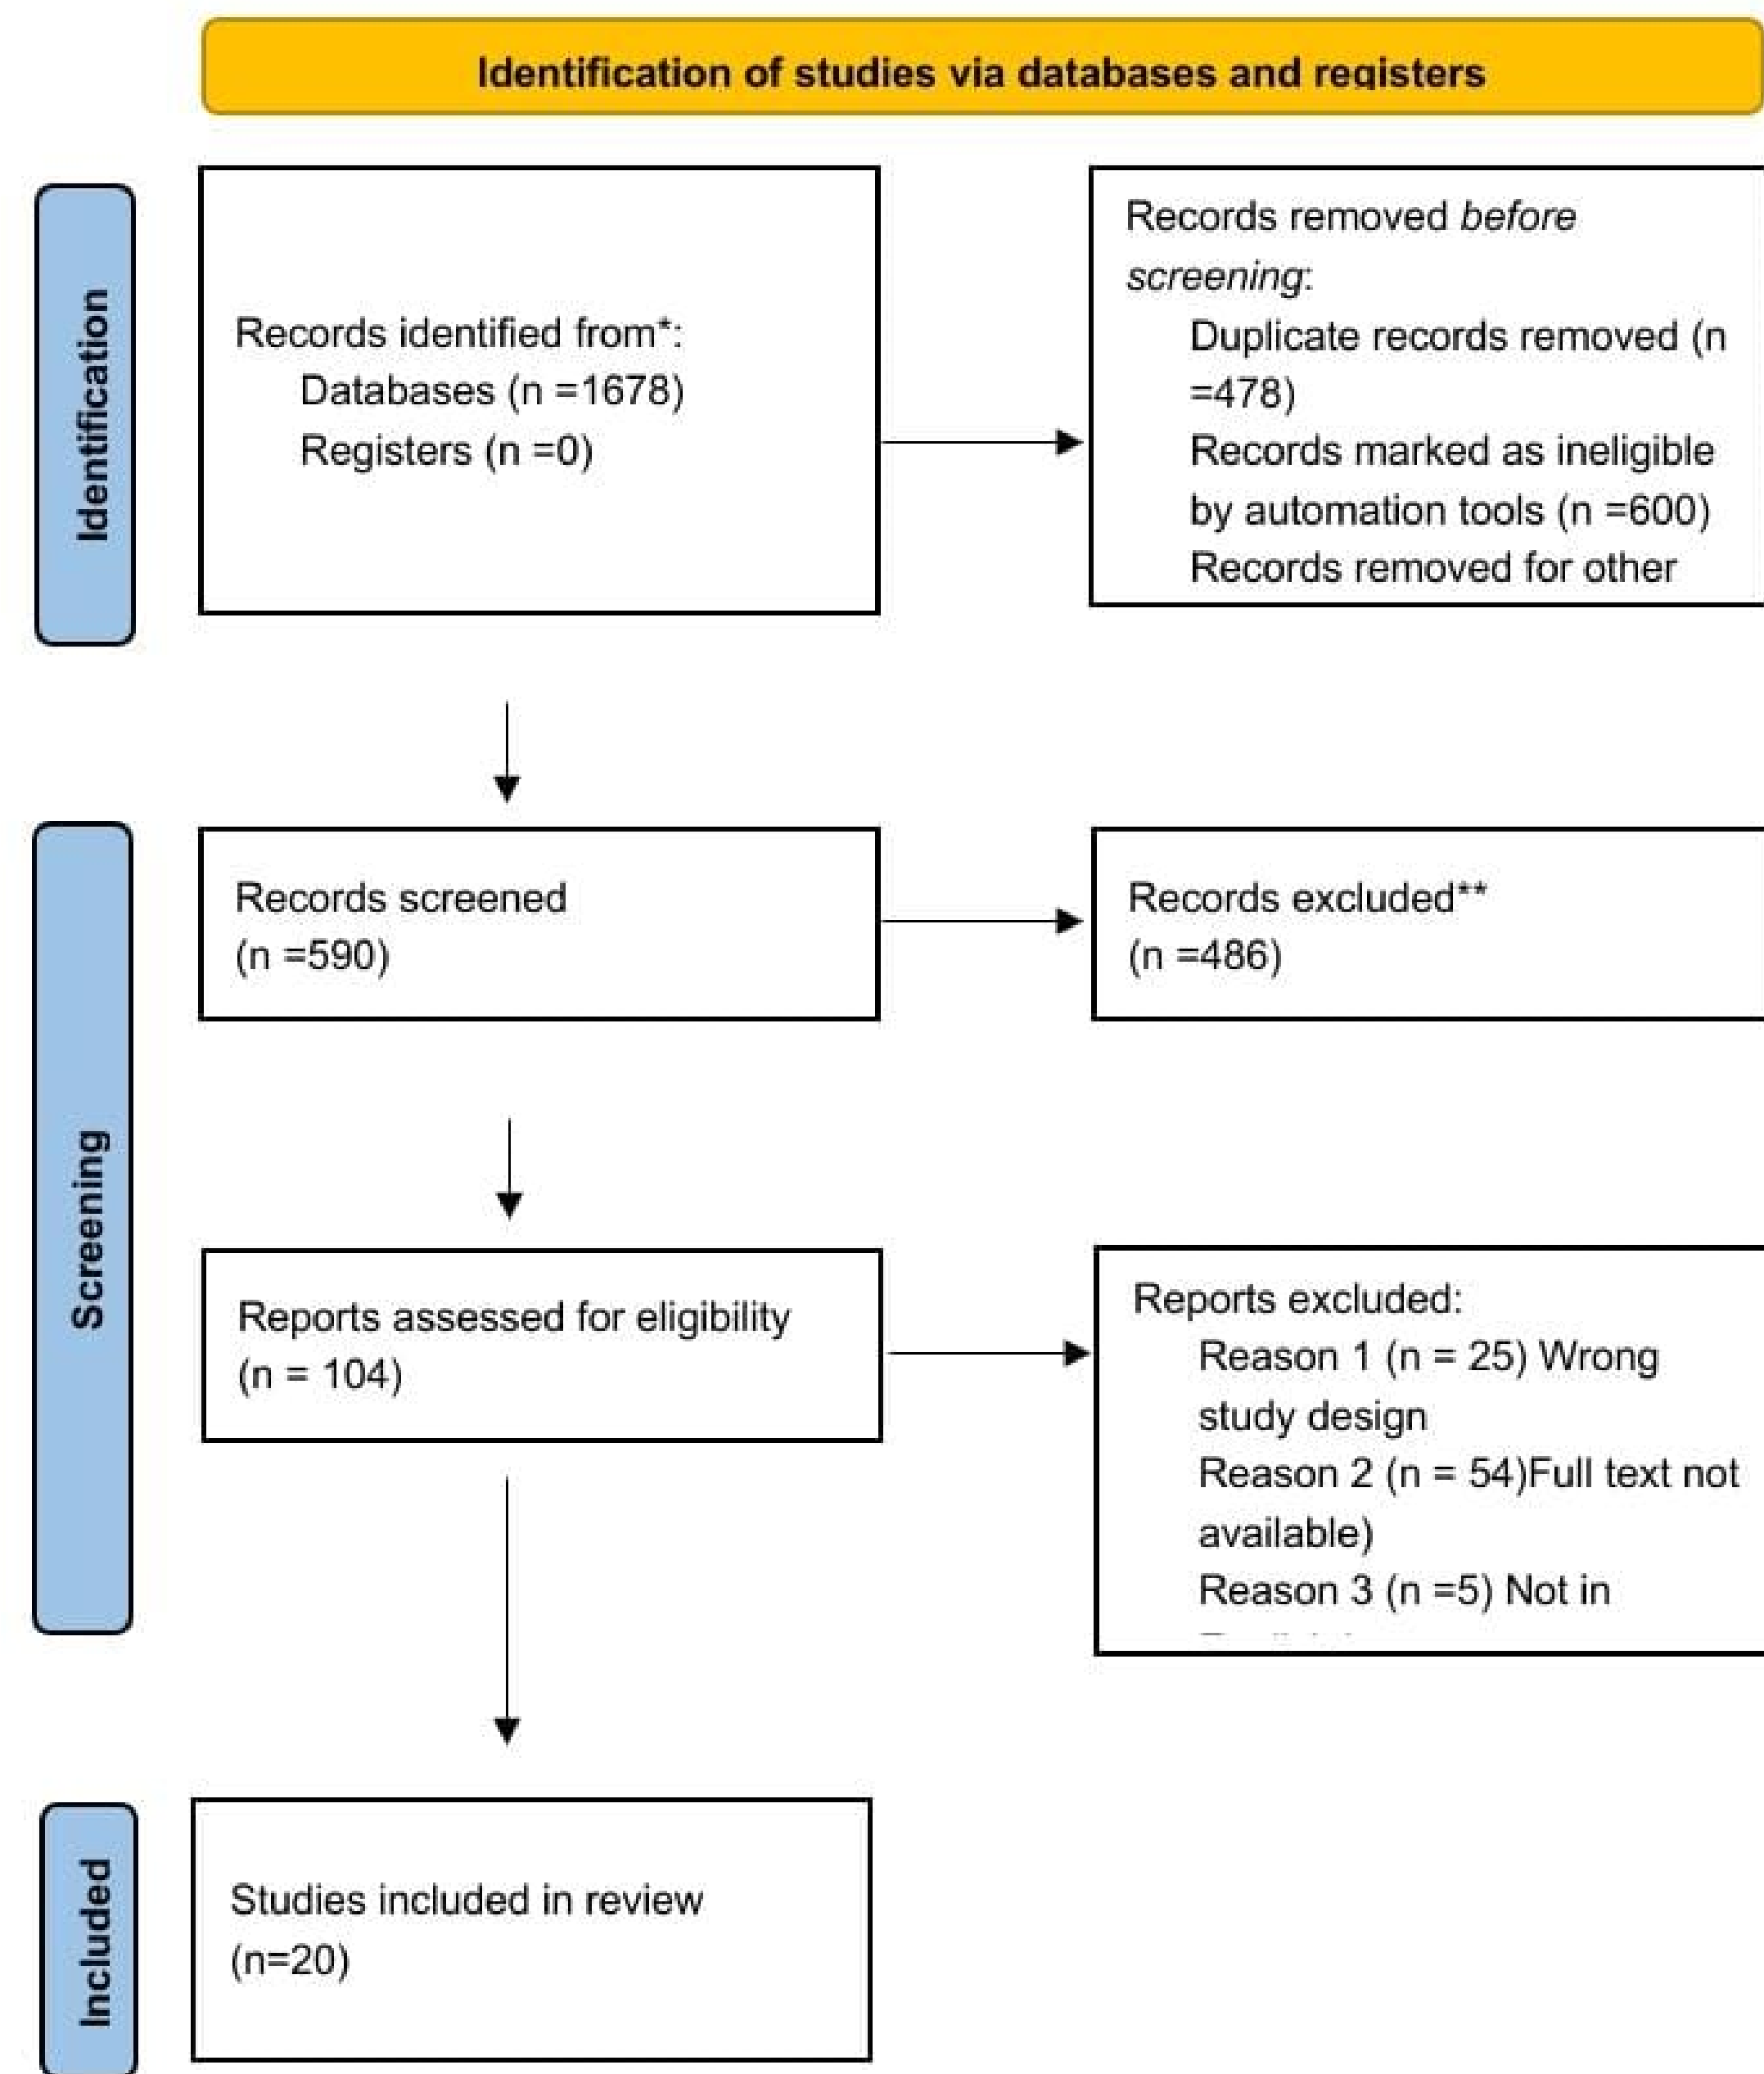 Identification of studies via databases and registers
Identification
Records identified from*:
Databases (n =1678)
Registers (n =0)
Records removed before
screening:
Duplicate records removed (n
=478)
Records marked as ineligible
by automation tools (n =600)
Records removed for other
Screening
Records screened
(n =590)
Records excluded**
(n =486)
Reports assessed for eligibility
(n = 104)
Reports excluded:
Reason 1 (n = 25) Wrong
study design
Reason 2 (n = 54)Full text not
available)
Reason 3 (n =5) Not in
Included
Studies included in review
(n=20)